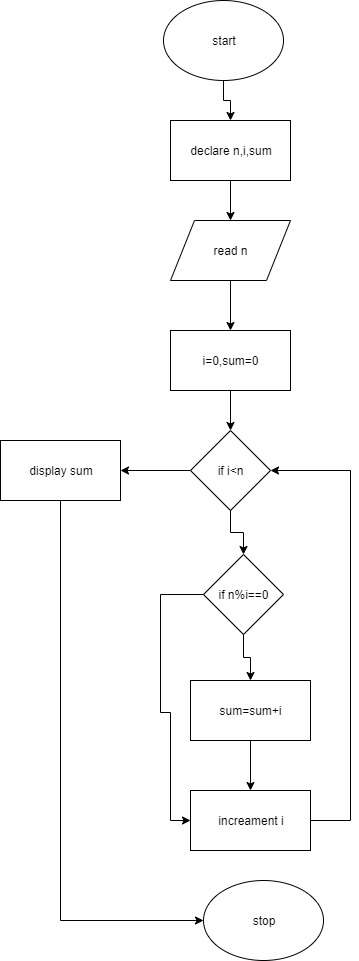 start
declare n,i,sum
read n
i=0,sum=0
if i<n
display sum
if n%i==0
sum=sum+i
increament i
stop